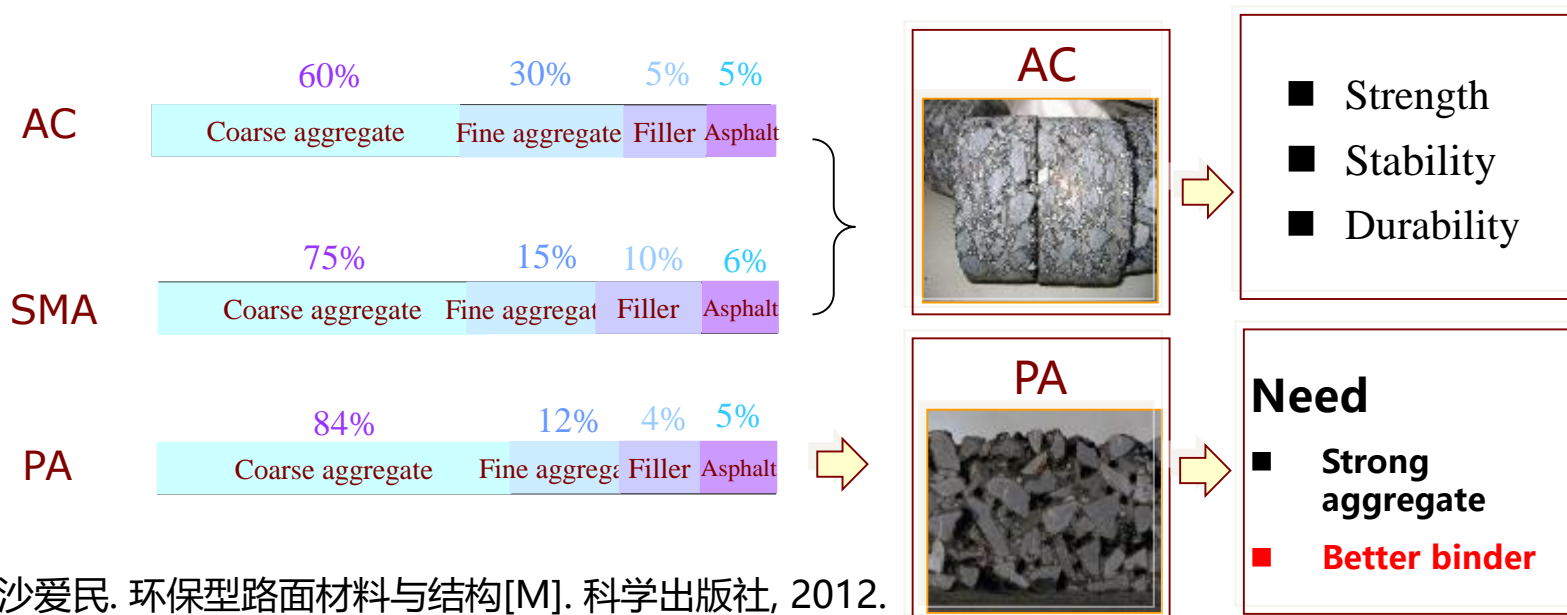 60% 30% 5% 5%
AC Coarse aggregate Fine aggregate Filler Asphalt
75% 15% 10% 6%
SMA Coarse aggregate Fine aggregat Filler Asphalt
84% 12% 4% 5%
PA Coarse aggregate Fine aggrega Filler Asphalt
AC
■ Strength
■ Stability
■ Durability
PA
Need
■ Strong
aggregate
■ Better binder
沙爱民. 环保型路面材料与结构[M]. 科学出版社, 2012.